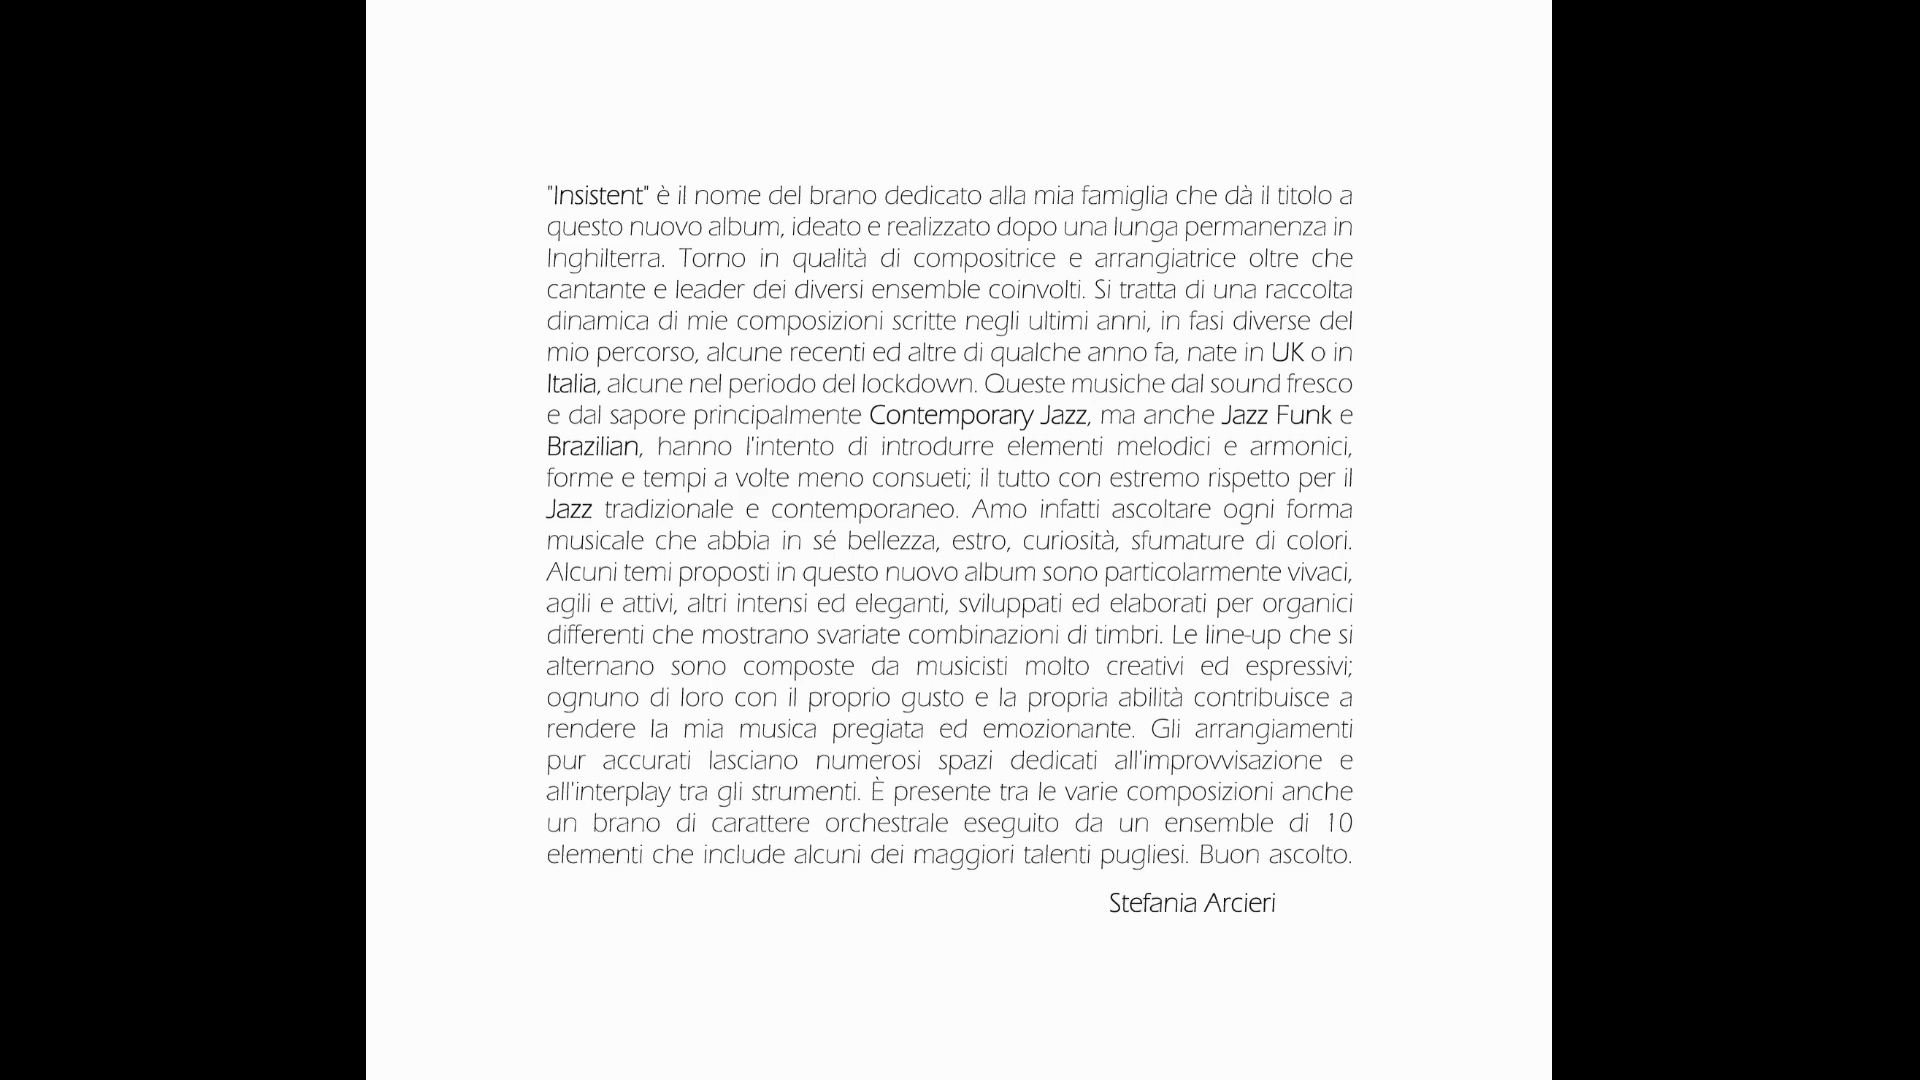 "Insistent" è il nome del brano dedicato alla mia famiglia che dà il titolo a
questo nuovo album, ideato e realizzato dopo una lunga permanenza in
Inghilterra. Torno in qualità di compositrice e arrangiatrice oltre che
cantante e leader dei diversi ensemble coinvolti. Si tratta di una raccolta
dinamica di mie composizioni scritte negli ultimi anni, in fasi diverse del
mio percorso, alcune recenti ed altre di qualche anno fa, nate in UK o in
Italia, alcune nel periodo del lockdown. Queste musiche dal sound fresco
e dal sapore principalmente Contemporary Jazz, ma anche Jazz Funk e
Brazilian, hanno l'intento di introdurre elementi melodici e armonici,
forme e tempi a volte meno consueti; il tutto con estremo rispetto per il
Jazz tradizionale e contemporaneo. Amo infatti ascoltare ogni forma
musicale che abbia in sé bellezza, estro, curiosità, sfumature di colori.
Alcuni temi proposti in questo nuovo album sono particolarmente vivaci,
agili e attivi, altri intensi ed eleganti, sviluppati ed elaborati per organici
differenti che mostrano svariate combinazioni di timbri. Le line-up che si
alternano sono composte da musicisti molto creativi ed espressivi;
ognuno di loro con il proprio gusto e la propria abilità contribuisce a
rendere la mia musica pregiata ed emozionante. Gli arrangiamenti
pur accurati lasciano numerosi spazi dedicati all'improvvisazione e
all'interplay tra gli strumenti. È presente tra le varie composizioni anche
un brano di carattere orchestrale eseguito da un ensemble di 10
elementi che include alcuni dei maggiori talenti pugliesi. Buon ascolto.
Stefania Arcieri